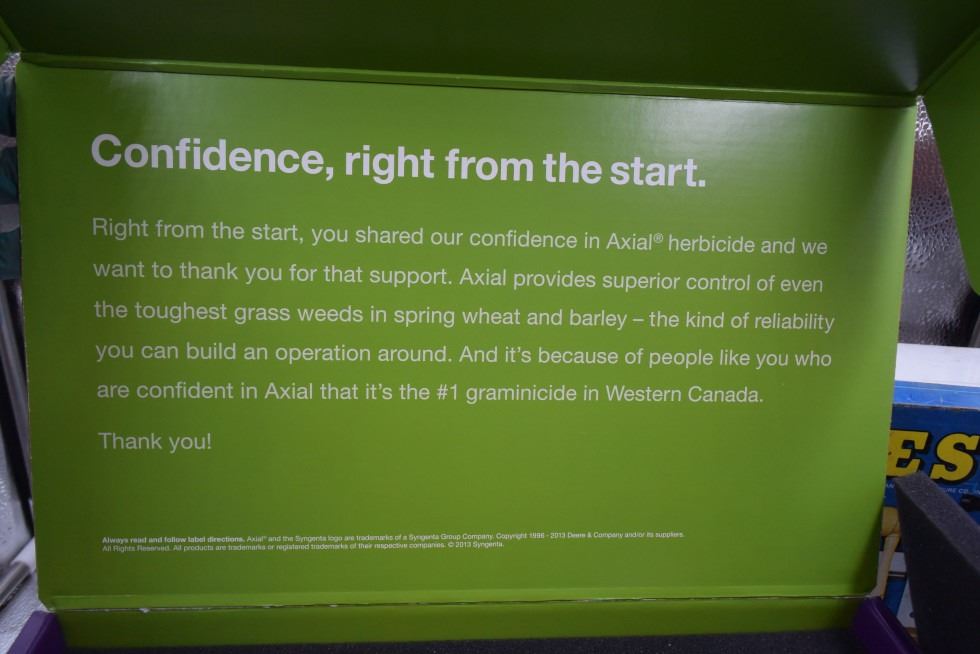 Confidence, right from the start.
Right from the start, you shared our confidence in Axial® herbicide and we
want to thank you for that support. Axial provides superior control of even
the toughest grass weeds in spring wheat and barley – the kind of reliability
you can build an operation around. And it's because of people like you who
are confident in Axial that it's the #1 graminicide in Western Canada.
Thank you!
Always read and follow label directions. Axial® and the Syngenta logo are trademarks of a Syngenta Group Company. Copyright 1996 - 2013 Deere & Company and/or its suppliers.
All Rights Reserved. All products are trademarks or registered trademarks of their respective companies. © 2013 Syngenta.
ES